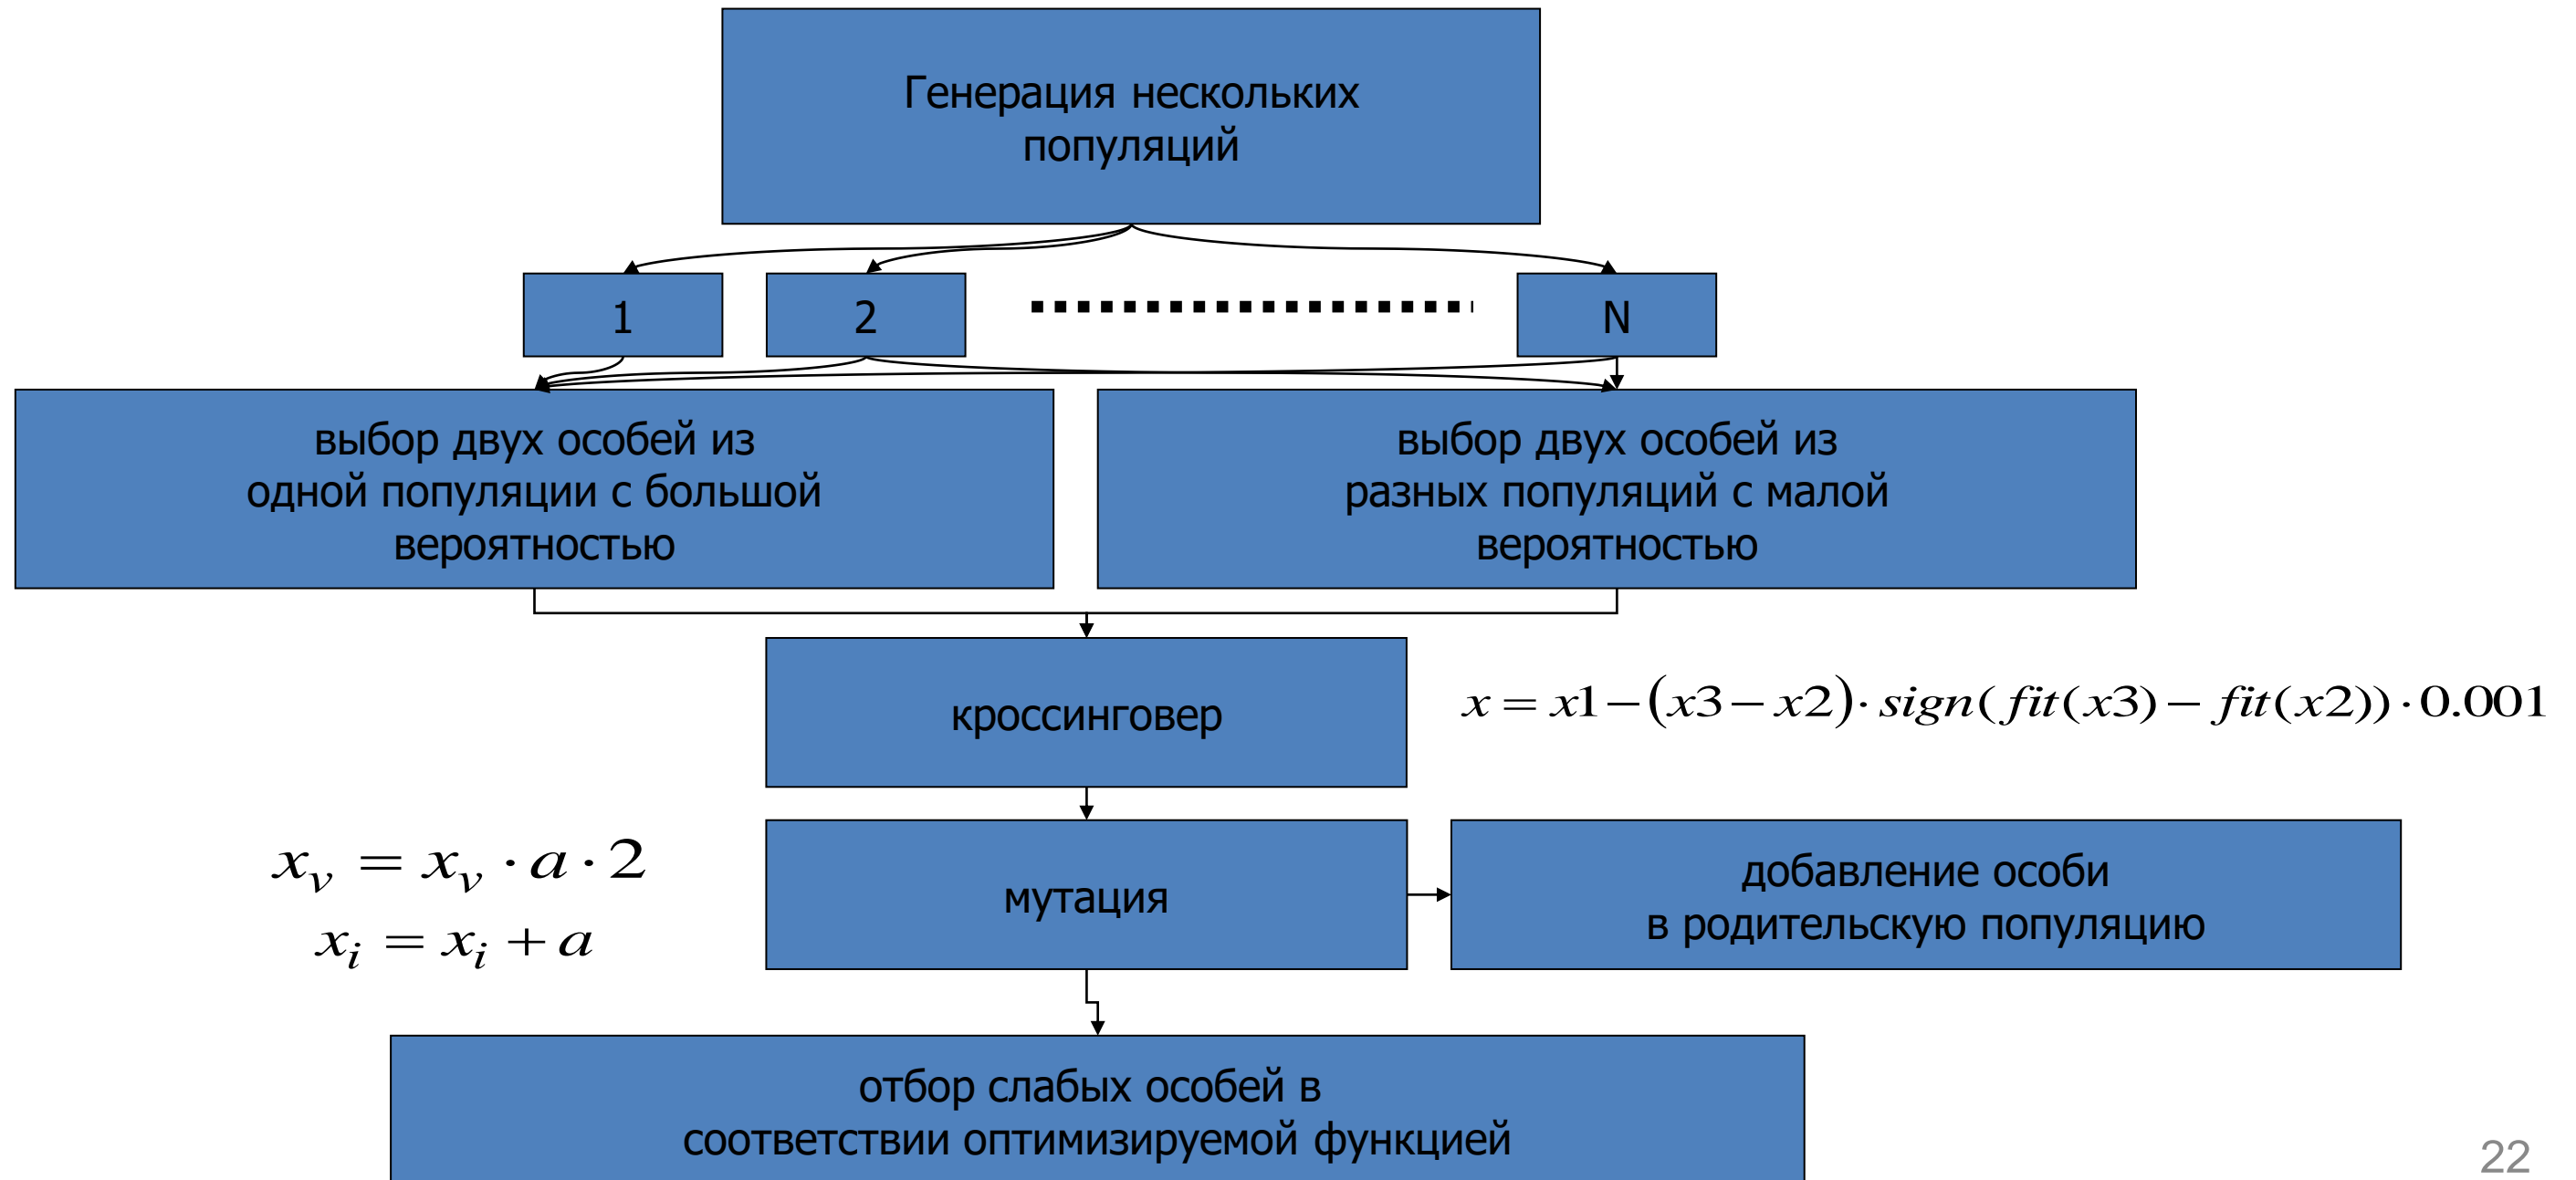 Генерация нескольких
популяций
1
2
N
выбор двух особей из
одной популяции с большой
вероятностью
выбор двух особей из
разных популяций с малой
вероятностью
кроссинговер
x = x1 − (x3 − x2) · sign(fit(x3) − fit(x2)) · 0.001
x_v = x_v · a · 2
x_i = x_i + a
мутация
добавление особи
в родительскую популяцию
отбор слабых особей в
соответствии оптимизируемой функцией
22